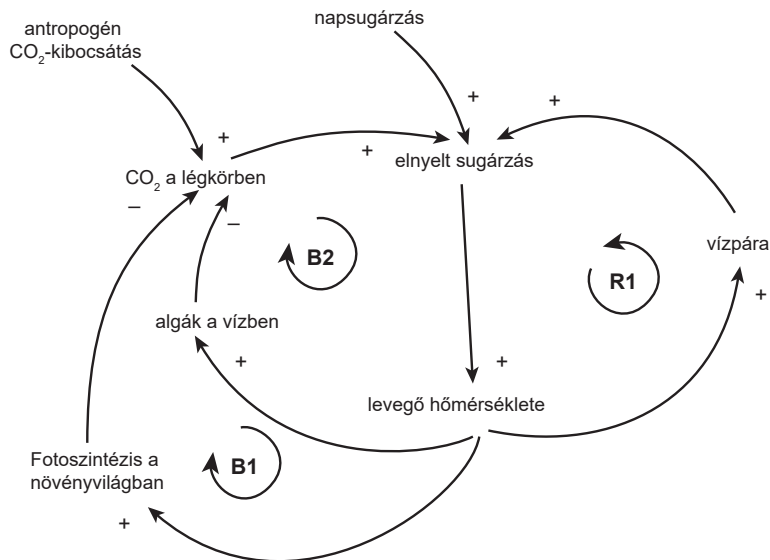 antropogén
CO₂-kibocsátás
napsugárzás
+
+
+
+
CO₂ a légkörben
elnyelt sugárzás
–
–
B2
R1
vízpára
+
algák a vízben
+
+
levegő hőmérséklete
Fotoszintézis a
növényvilágban
B1
+